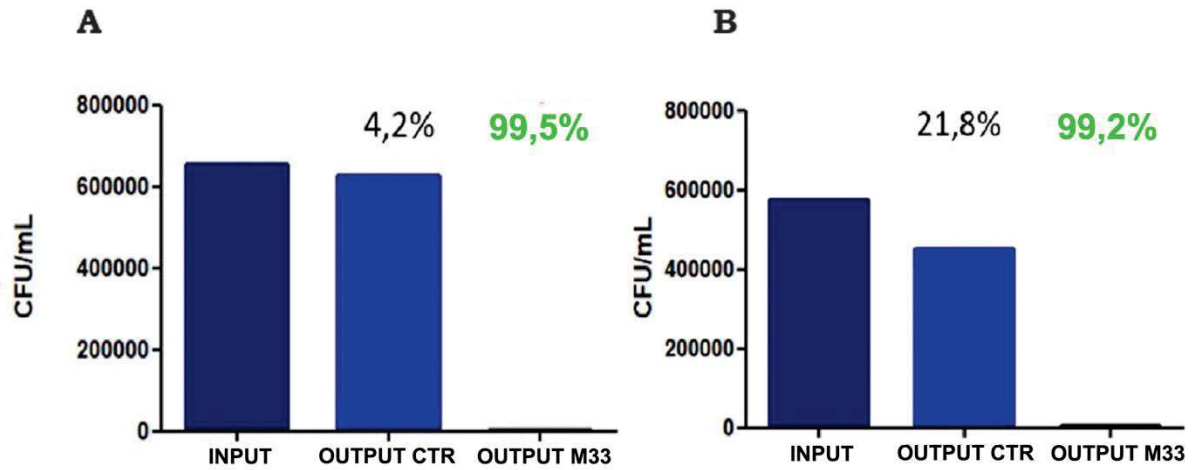 A
CFU/mL
800000
600000
400000
200000
0
4,2%
99,5%
INPUT
OUTPUT CTR
OUTPUT M33
B
CFU/mL
800000
600000
400000
200000
0
21,8%
99,2%
INPUT
OUTPUT CTR
OUTPUT M33